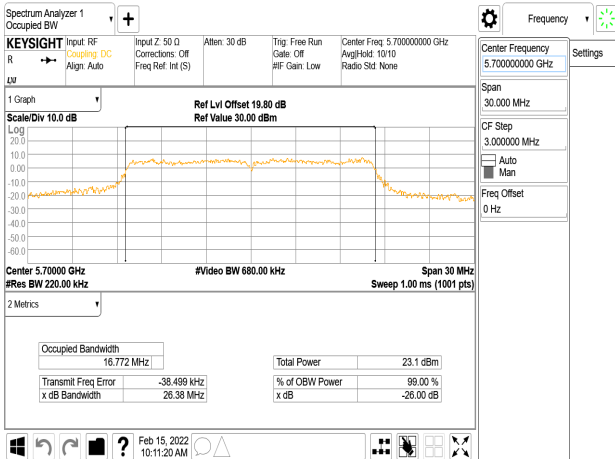 Spectrum Analyzer 1
Occupied BW
Frequency
KEYSIGHT
R
Input: RF
Coupling: DC
Align: Auto
Input Z: 50 Ω
Corrections: Off
Freq Ref: Int (S)
Atten: 30 dB
Trig: Free Run
Gate: Off
#IF Gain: Low
Center Freq: 5.700000000 GHz
Avg|Hold: 10/10
Radio Std: None
Center Frequency
5.700000000 GHz
Settings
Span
30.000 MHz
CF Step
3.000000 MHz
Auto
Man
Freq Offset
0 Hz
1 Graph
Ref Lvl Offset 19.80 dB
Scale/Div 10.0 dB
Ref Value 30.00 dBm
Log
20.0
10.0
0.00
-10.0
-20.0
-30.0
-40.0
-50.0
-60.0
Center 5.70000 GHz
#Video BW 680.00 kHz
Span 30 MHz
#Res BW 220.00 kHz
Sweep 1.00 ms (1001 pts)
2 Metrics
Occupied Bandwidth
16.772 MHz
Total Power 23.1 dBm
Transmit Freq Error -38.499 kHz
% of OBW Power 99.00 %
x dB Bandwidth 26.38 MHz
x dB -26.00 dB
Feb 15, 2022
10:11:20 AM